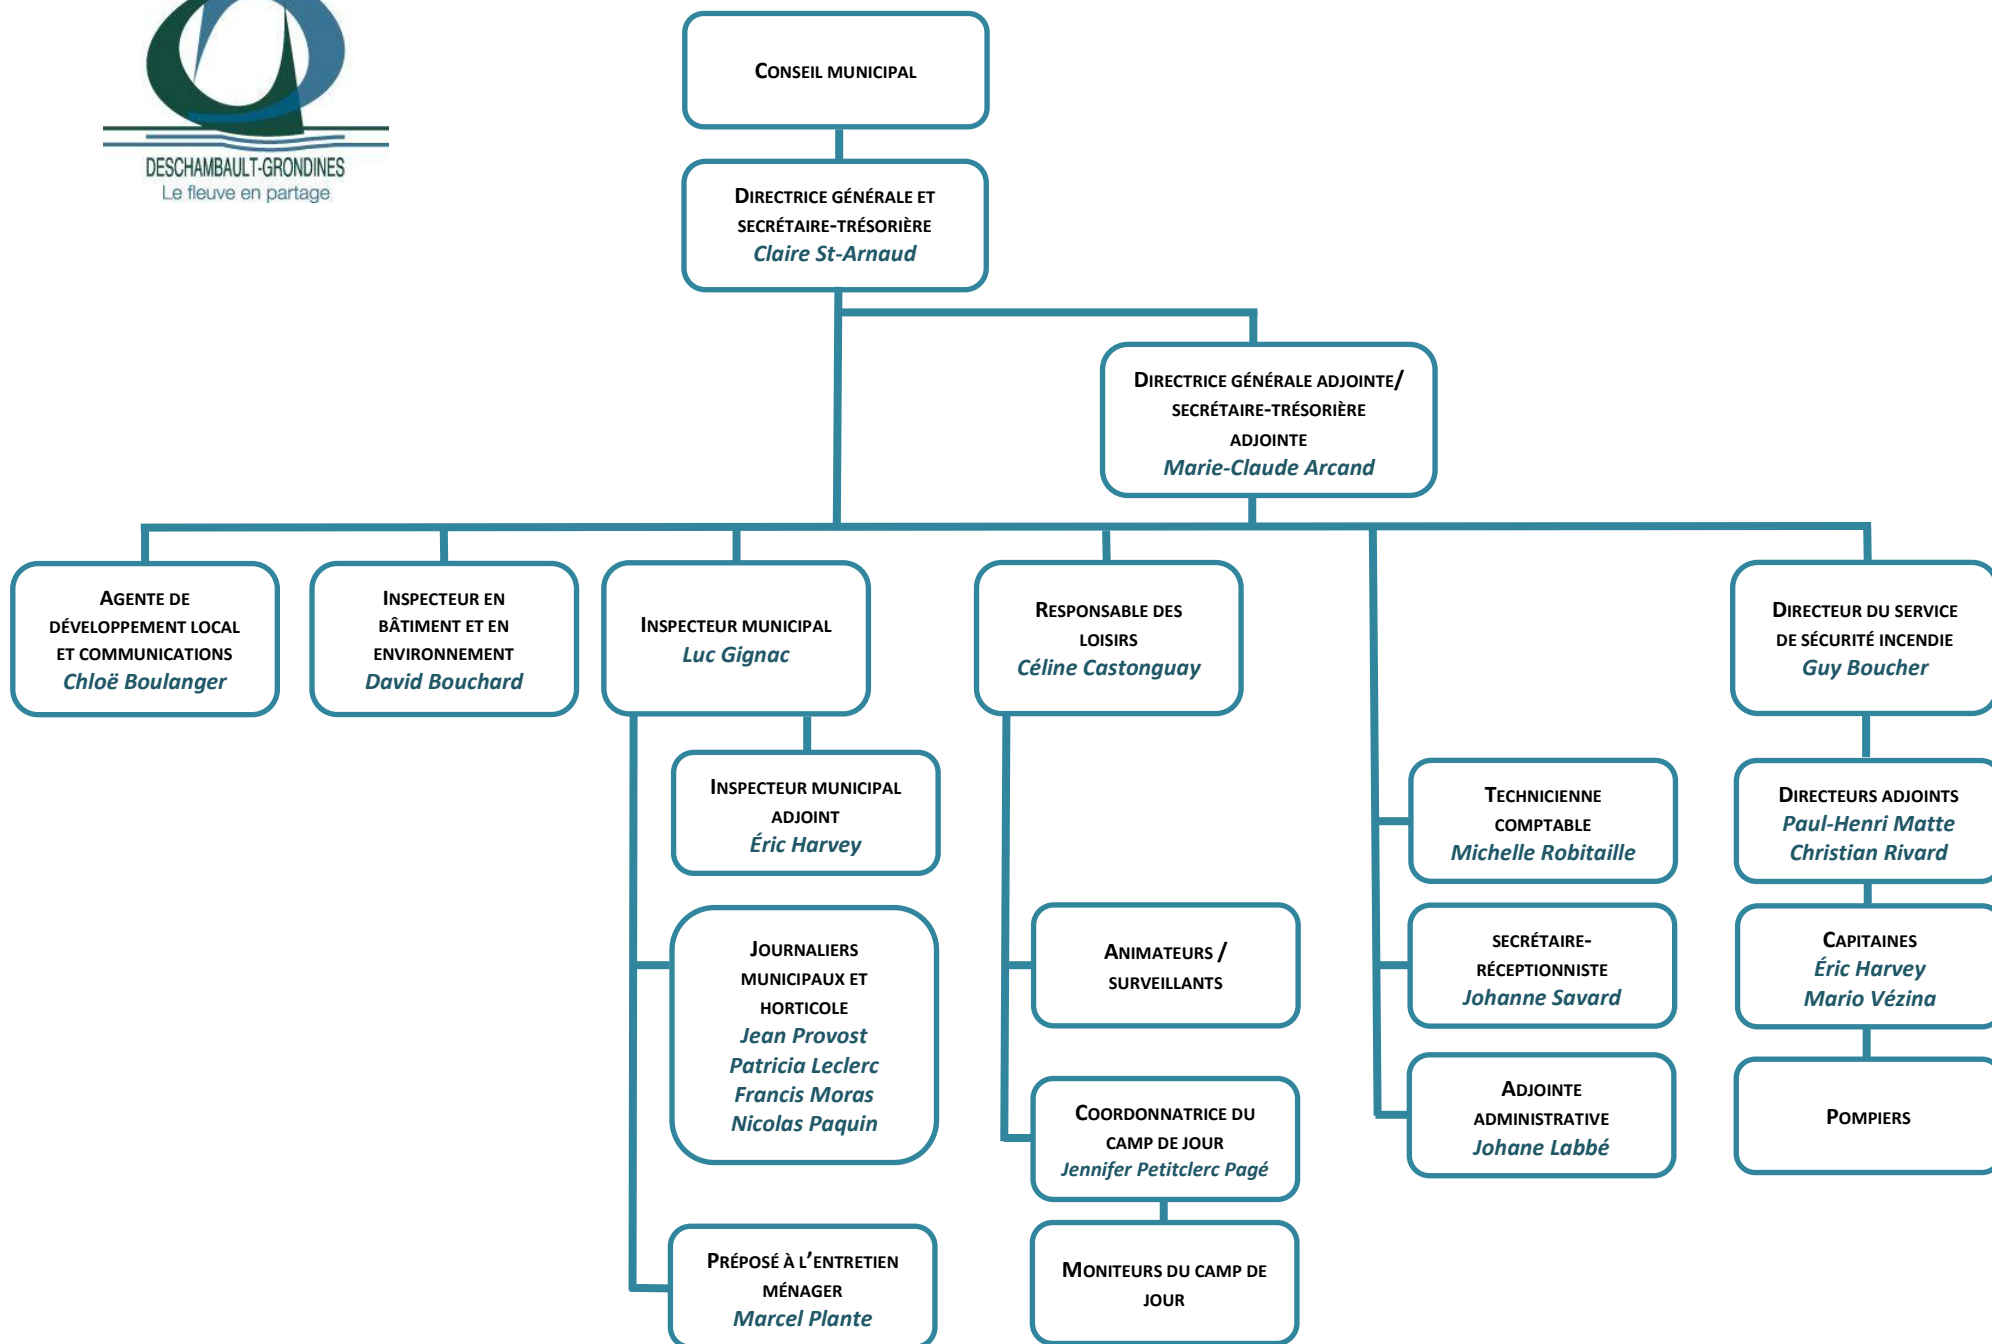 DESCHAMBAULT-GRONDINES
Le fleuve en partage
CONSEIL MUNICIPAL
DIRECTRICE GÉNÉRALE ET
SECRÉTAIRE-TRÉSORIÈRE
Claire St-Arnaud
DIRECTRICE GÉNÉRALE ADJOINTE/
SECRÉTAIRE-TRÉSORIÈRE
ADJOINTE
Marie-Claude Arcand
AGENTE DE
DÉVELOPPEMENT LOCAL
ET COMMUNICATIONS
Chloë Boulanger
INSPECTEUR EN
BÂTIMENT ET EN
ENVIRONNEMENT
David Bouchard
INSPECTEUR MUNICIPAL
Luc Gignac
RESPONSABLE DES
LOISIRS
Céline Castonguay
DIRECTEUR DU SERVICE
DE SÉCURITÉ INCENDIE
Guy Boucher
INSPECTEUR MUNICIPAL
ADJOINT
Éric Harvey
JOURNALIERS
MUNICIPAUX ET
HORTICOLE
Jean Provost
Patricia Leclerc
Francis Moras
Nicolas Paquin
PRÉPOSÉ À L'ENTRETIEN
MÉNAGER
Marcel Plante
ANIMATEURS /
SURVEILLANTS
COORDONNATRICE DU
CAMP DE JOUR
Jennifer Petitclerc Pagé
MONITEURS DU CAMP DE
JOUR
TECHNICIENNE
COMPTABLE
Michelle Robitaille
SECRÉTAIRE-
RÉCEPTIONNISTE
Johanne Savard
ADJOINTE
ADMINISTRATIVE
Johane Labbé
DIRECTEURS ADJOINTS
Paul-Henri Matte
Christian Rivard
CAPITAINES
Éric Harvey
Mario Vézina
POMPIERS